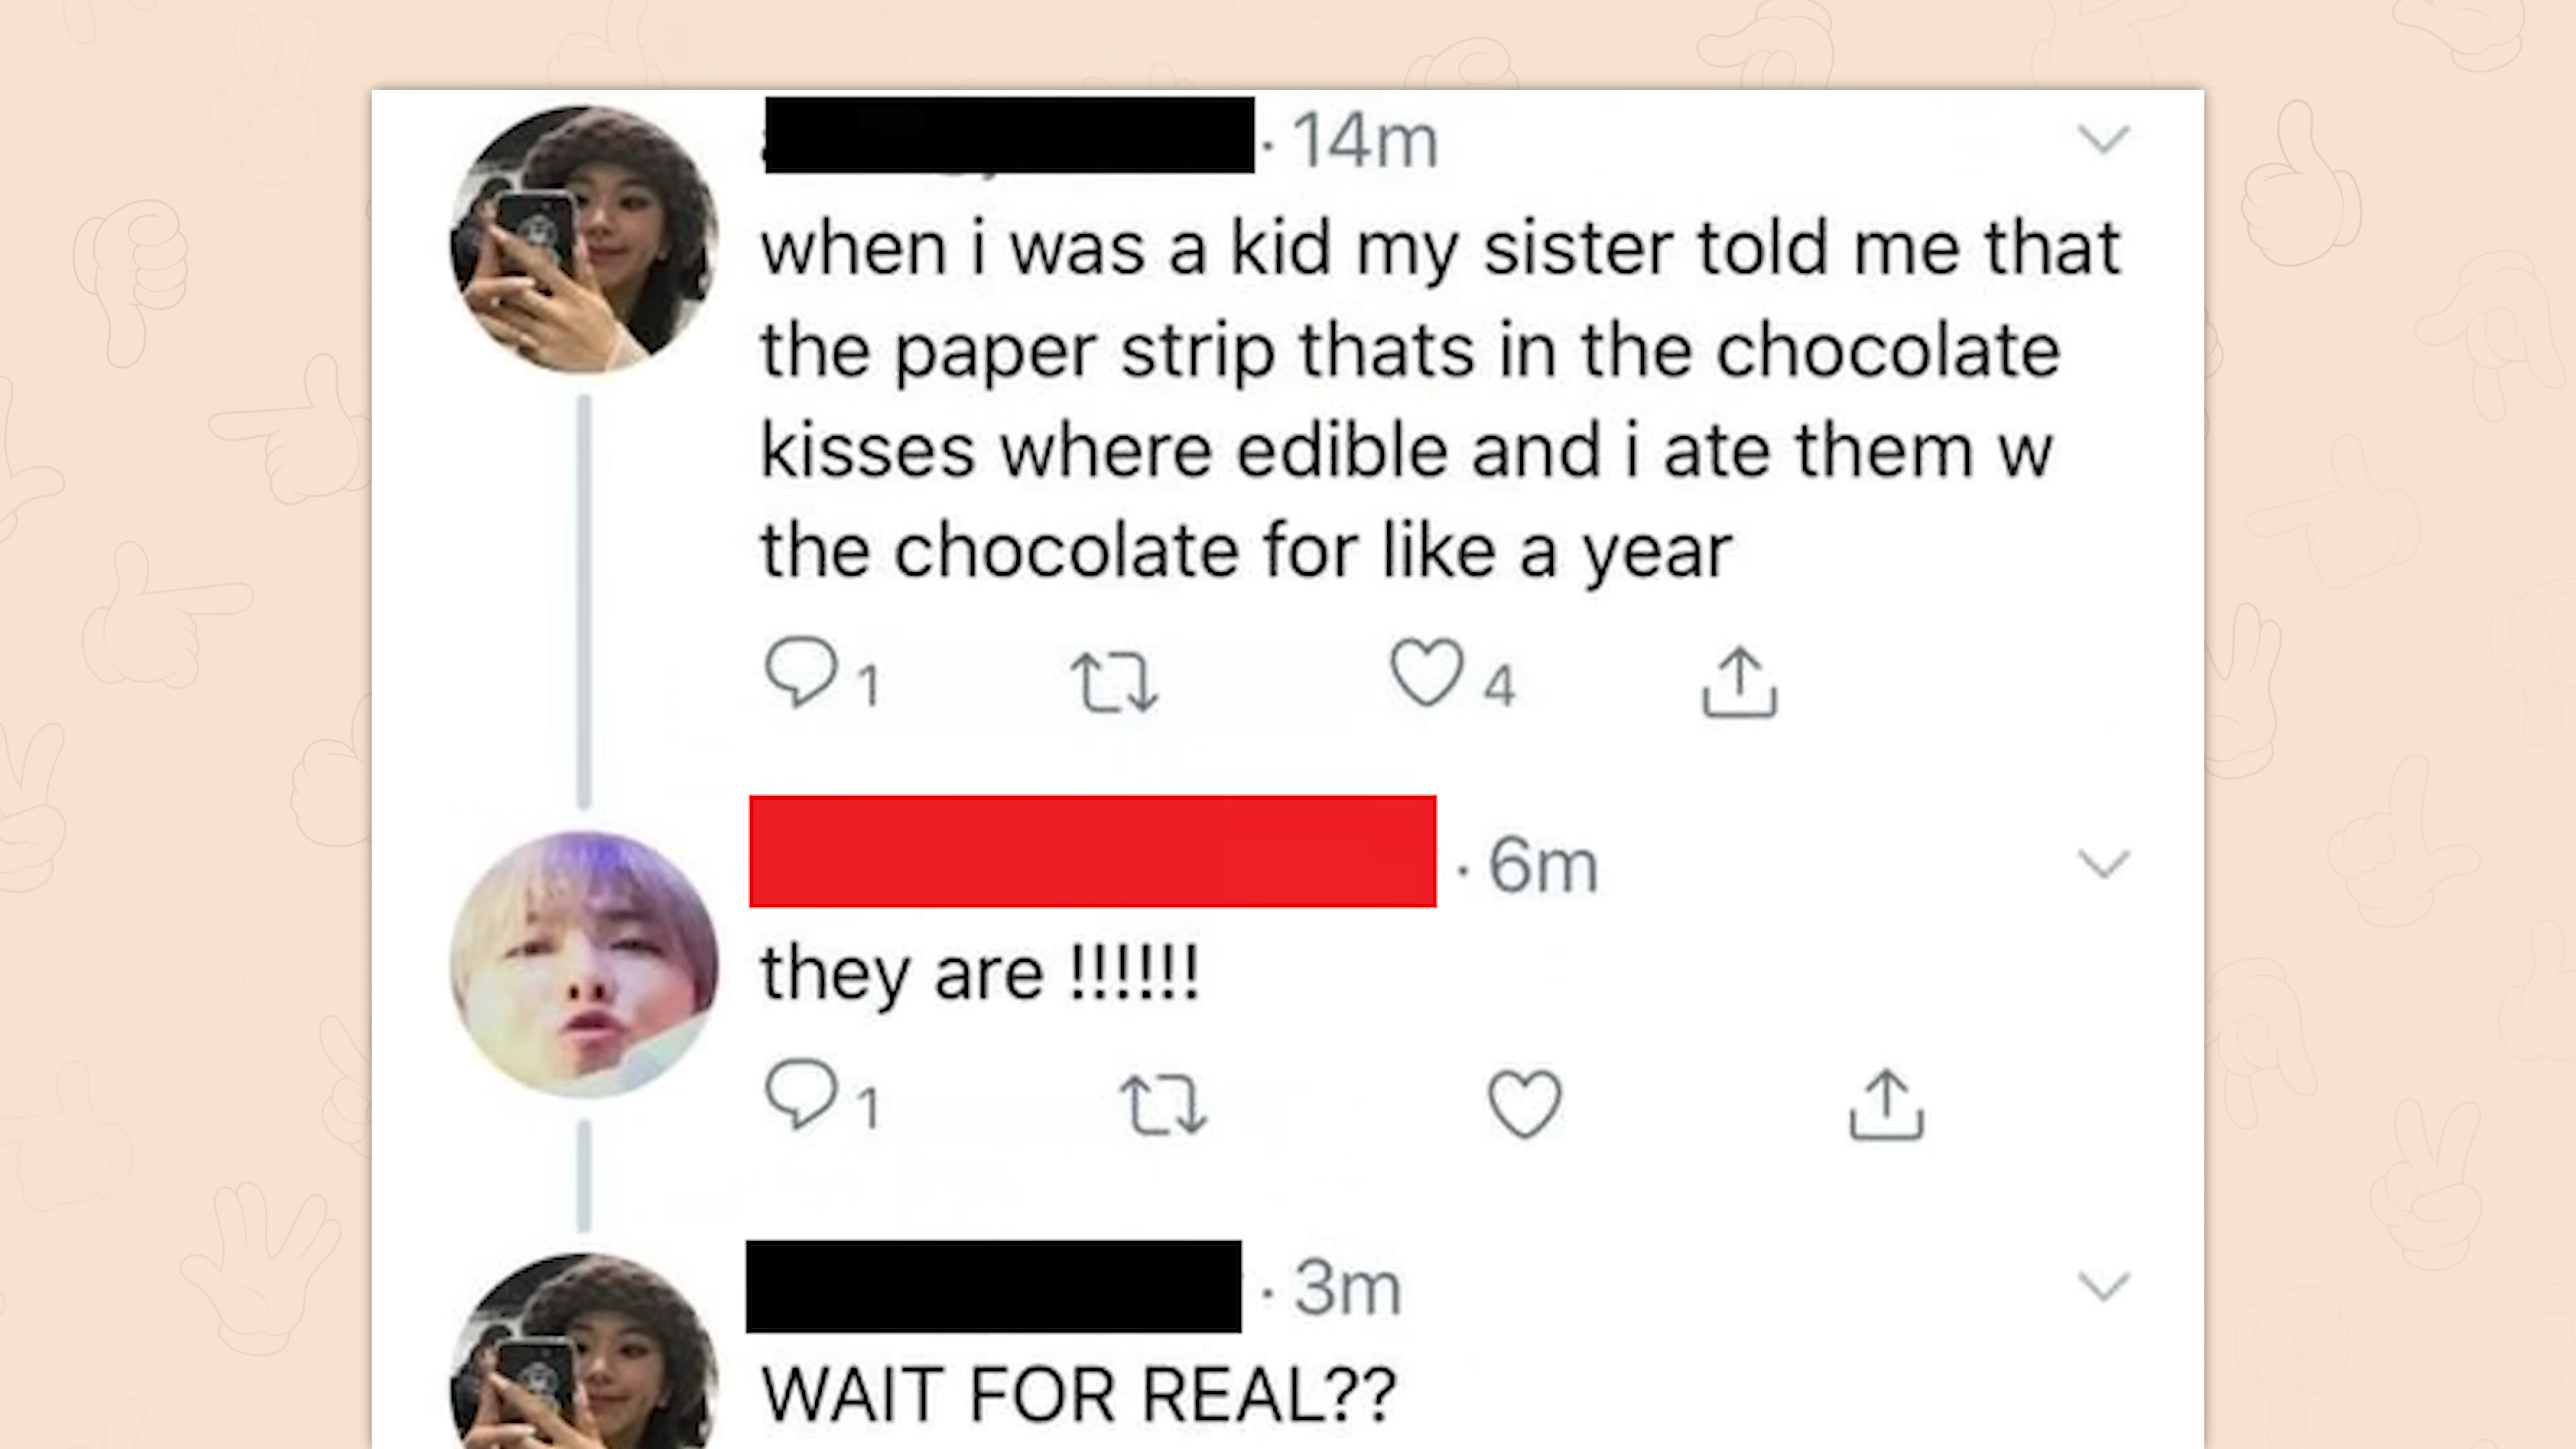 · 14m
when i was a kid my sister told me that
the paper strip thats in the chocolate
kisses where edible and i ate them w
the chocolate for like a year
1 4
· 6m
they are !!!!!!
1
· 3m
WAIT FOR REAL??